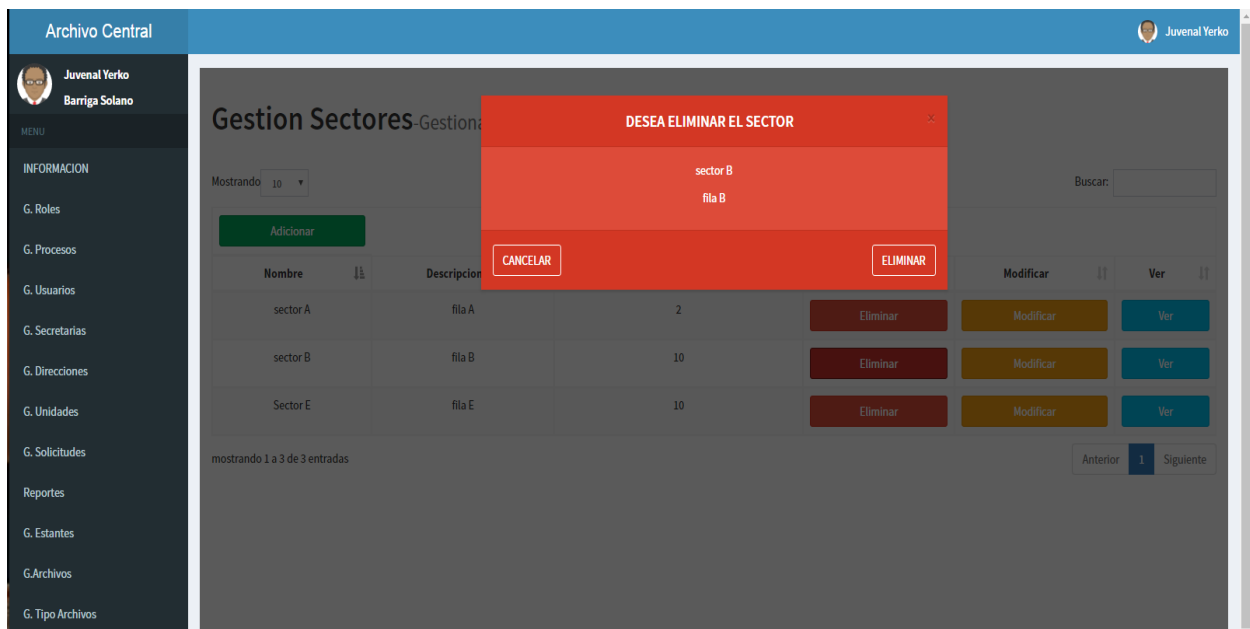 Archivo Central
Juvenal Yerko
Juvenal Yerko
Barriga Solano
MENU
INFORMACION
G. Roles
G. Procesos
G. Usuarios
G. Secretarias
G. Direcciones
G. Unidades
G. Solicitudes
Reportes
G. Estantes
G.Archivos
G. Tipo Archivos
Gestion Sectores-Gestiona
DESEA ELIMINAR EL SECTOR ×
sector B
fila B
CANCELAR ELIMINAR
Mostrando 10 Buscar:
Adicionar
Nombre Descripcion Modificar Ver
sector A fila A 2 Eliminar Modificar Ver
sector B fila B 10 Eliminar Modificar Ver
Sector E fila E 10 Eliminar Modificar Ver
mostrando 1 a 3 de 3 entradas Anterior 1 Siguiente